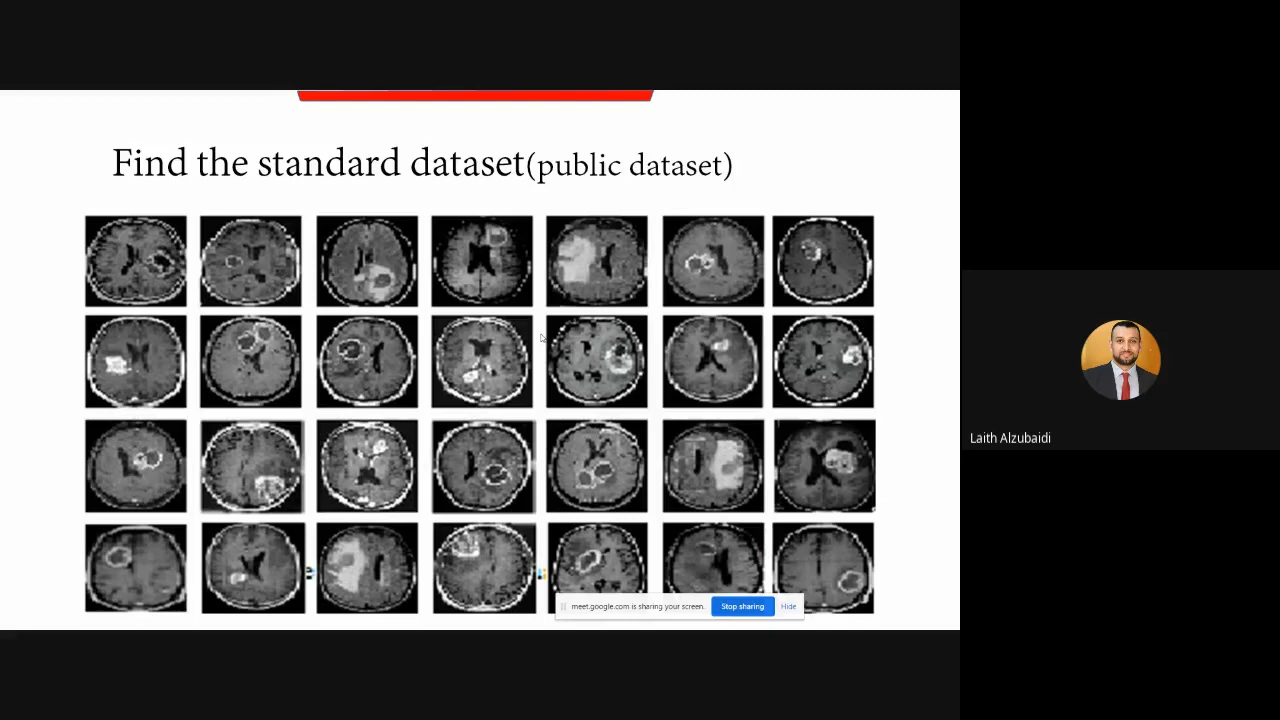 Find the standard dataset(public dataset)
Laith Alzubaidi
meet.google.com is sharing your screen. Stop sharing Hide